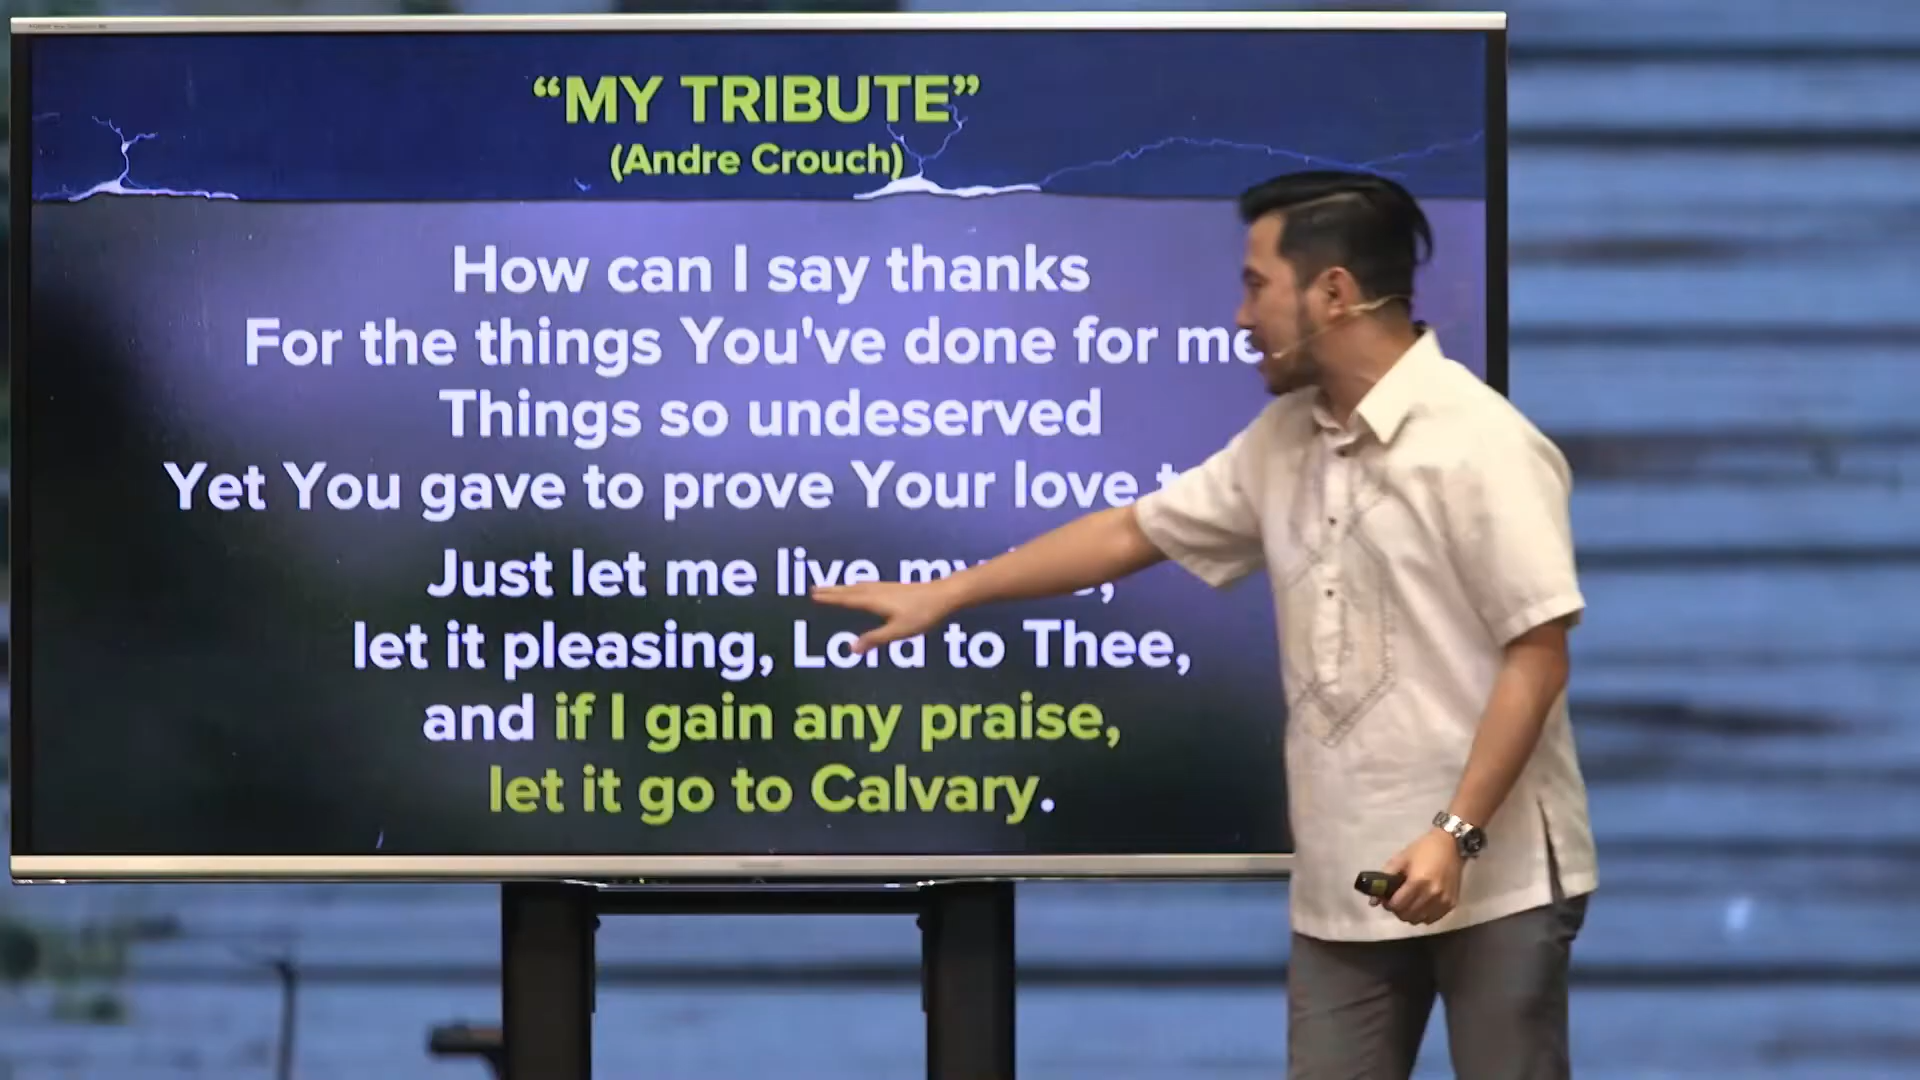 “MY TRIBUTE”
(Andre Crouch)
How can I say thanks
For the things You've done for me
Things so undeserved
Yet You gave to prove Your love
Just let me live my
let it pleasing, Lord to Thee,
and if I gain any praise,
let it go to Calvary.